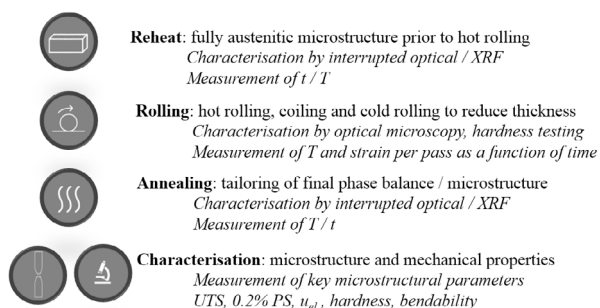 Reheat: fully austenitic microstructure prior to hot rolling
Characterisation by interrupted optical / XRF
Measurement of t / T
Rolling: hot rolling, coiling and cold rolling to reduce thickness
Characterisation by optical microscopy, hardness testing
Measurement of T and strain per pass as a function of time
Annealing: tailoring of final phase balance / microstructure
Characterisation by interrupted optical / XRF
Measurement of T / t
Characterisation: microstructure and mechanical properties
Measurement of key microstructural parameters
UTS, 0.2% PS, u_el, hardness, bendability